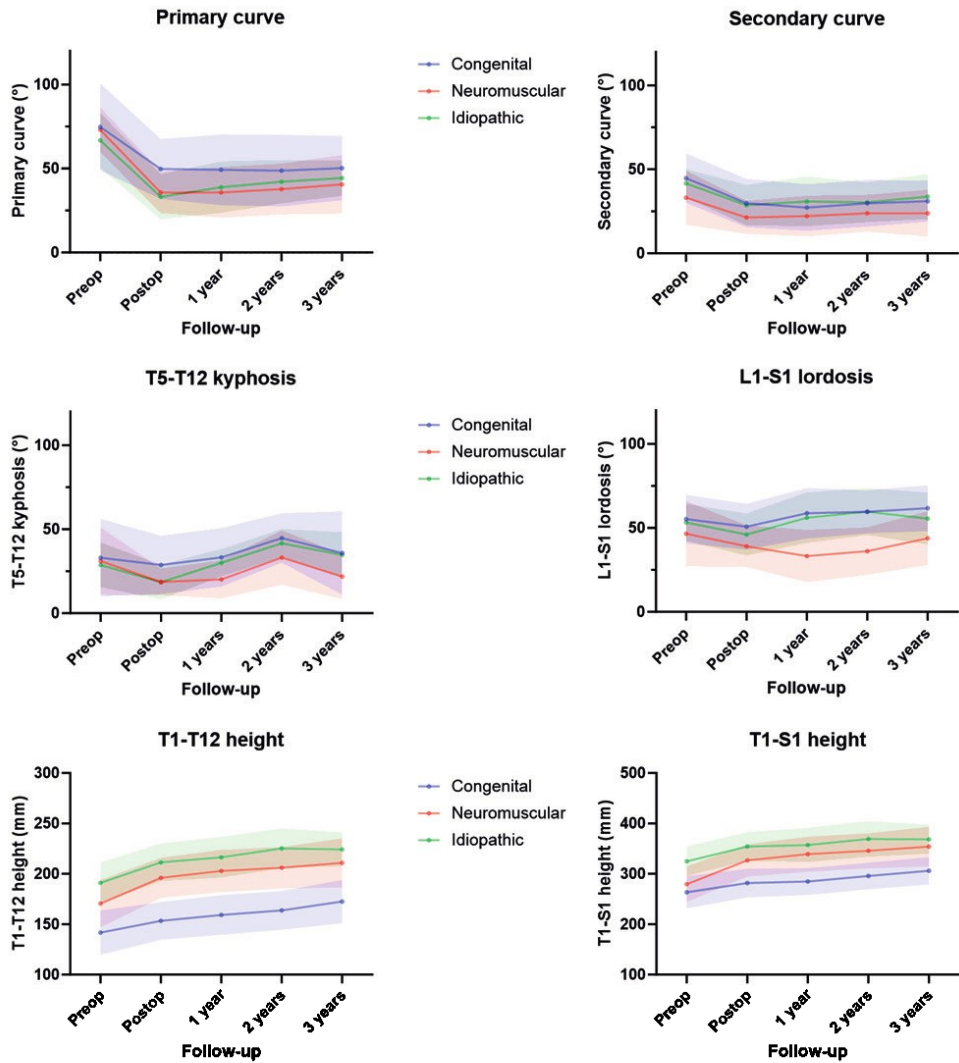 Primary curve
Primary curve (°)
100
50
0
Preop
Postop
1 year
2 years
3 years
Follow-up
Congenital
Neuromuscular
Idiopathic
Secondary curve
Secondary curve (°)
100
50
0
Preop
Postop
1 year
2 years
3 years
Follow-up
T5-T12 kyphosis
T5-T12 kyphosis (°)
100
50
0
Preop
Postop
1 years
2 years
3 years
Follow-up
Congenital
Neuromuscular
Idiopathic
L1-S1 lordosis
L1-S1 lordosis (°)
100
50
0
Preop
Postop
1 year
2 years
3 years
Follow-up
T1-T12 height
T1-T12 height (mm)
300
250
200
150
100
Preop
Postop
1 year
2 years
3 years
Follow-up
Congenital
Neuromuscular
Idiopathic
T1-S1 height
T1-S1 height (mm)
500
400
300
200
100
Preop
Postop
1 year
2 years
3 years
Follow-up